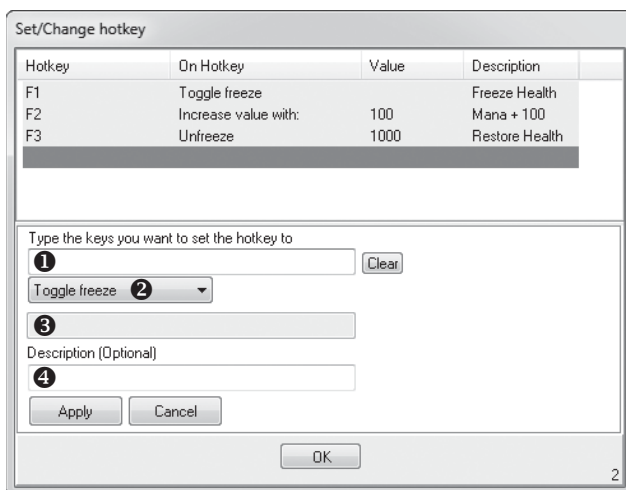 Set/Change hotkey
Hotkey On Hotkey Value Description
F1 Toggle freeze Freeze Health
F2 Increase value with: 100 Mana + 100
F3 Unfreeze 1000 Restore Health
Type the keys you want to set the hotkey to
❶ Clear
Toggle freeze ❷
❸
Description (Optional)
❹
Apply Cancel
OK
2